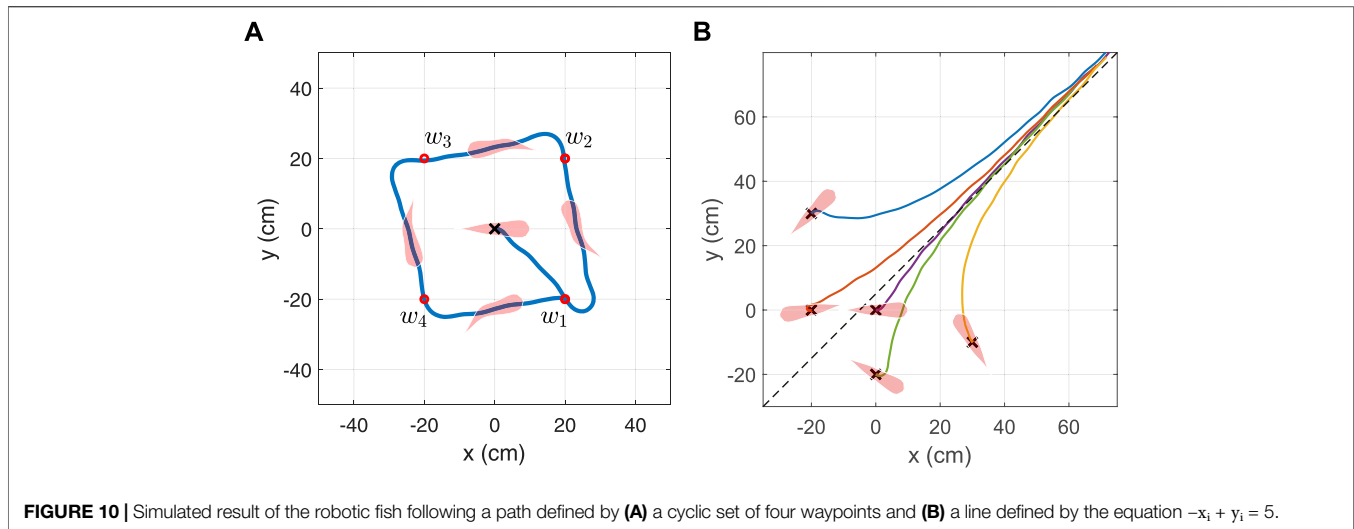 A
B
40
20
0
-20
-40
y (cm)
w3
w2
w4
w1
-40 -20 0 20 40
x (cm)
60
40
20
0
-20
y (cm)
-20 0 20 40 60
x (cm)
FIGURE 10 | Simulated result of the robotic fish following a path defined by (A) a cyclic set of four waypoints and (B) a line defined by the equation −xᵢ + yᵢ = 5.